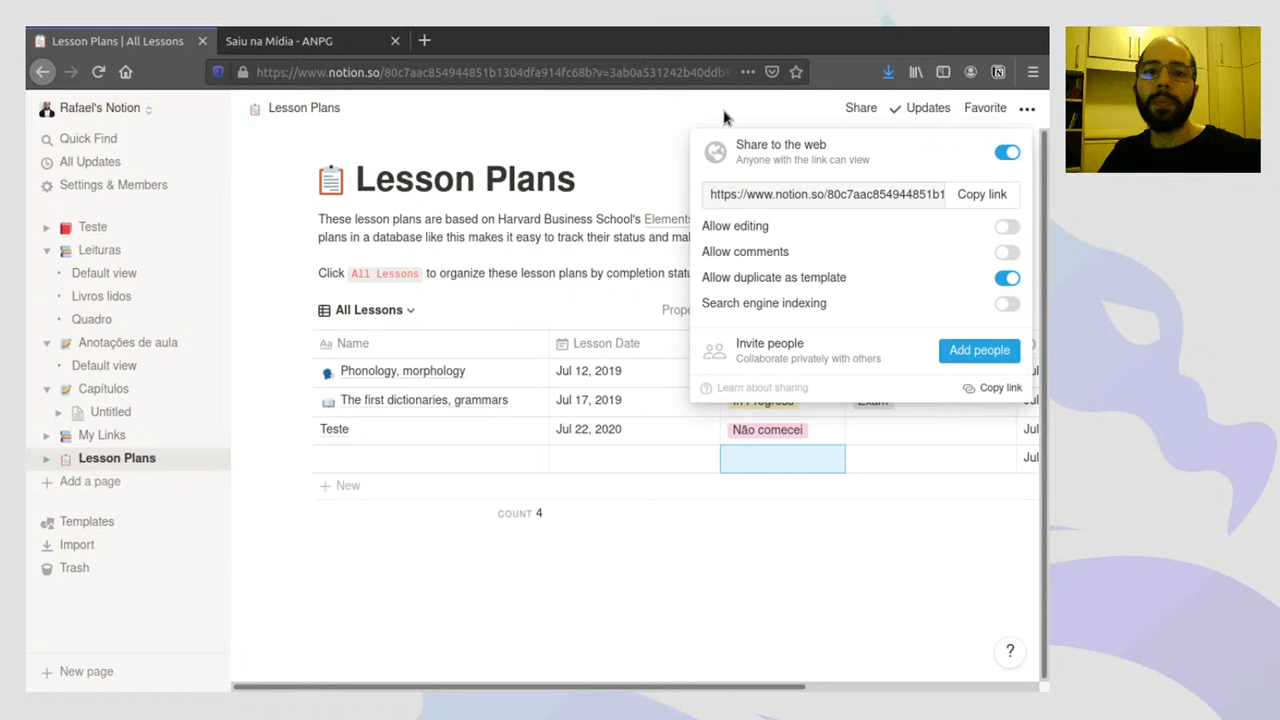 Lesson Plans | All Lessons
Saiu na Mídia - ANPG
https://www.notion.so/80c7aac854944851b1304dfa914fc68b?v=3ab0a531242b40ddb9
Rafael's Notion
Lesson Plans
Share
Updates
Favorite
Quick Find
All Updates
Settings & Members
Teste
Leituras
Default view
Livros lidos
Quadro
Anotações de aula
Default view
Capítulos
Untitled
My Links
Lesson Plans
Add a page
Templates
Import
Trash
New page
Lesson Plans
These lesson plans are based on Harvard Business School's Elements
plans in a database like this makes it easy to track their status and
Click All Lessons to organize these lesson plans by completion
All Lessons
Aa Name
Lesson Date
Phonology, morphology
Jul 12, 2019
The first dictionaries, grammars
Jul 17, 2019
In Progress
Exam
Teste
Jul 22, 2020
Não comecei
Jul
Jul
New
COUNT 4
Share to the web
Anyone with the link can view
https://www.notion.so/80c7aac854944851b1
Copy link
Allow editing
Allow comments
Allow duplicate as template
Search engine indexing
Invite people
Collaborate privately with others
Add people
Learn about sharing
Copy link
?